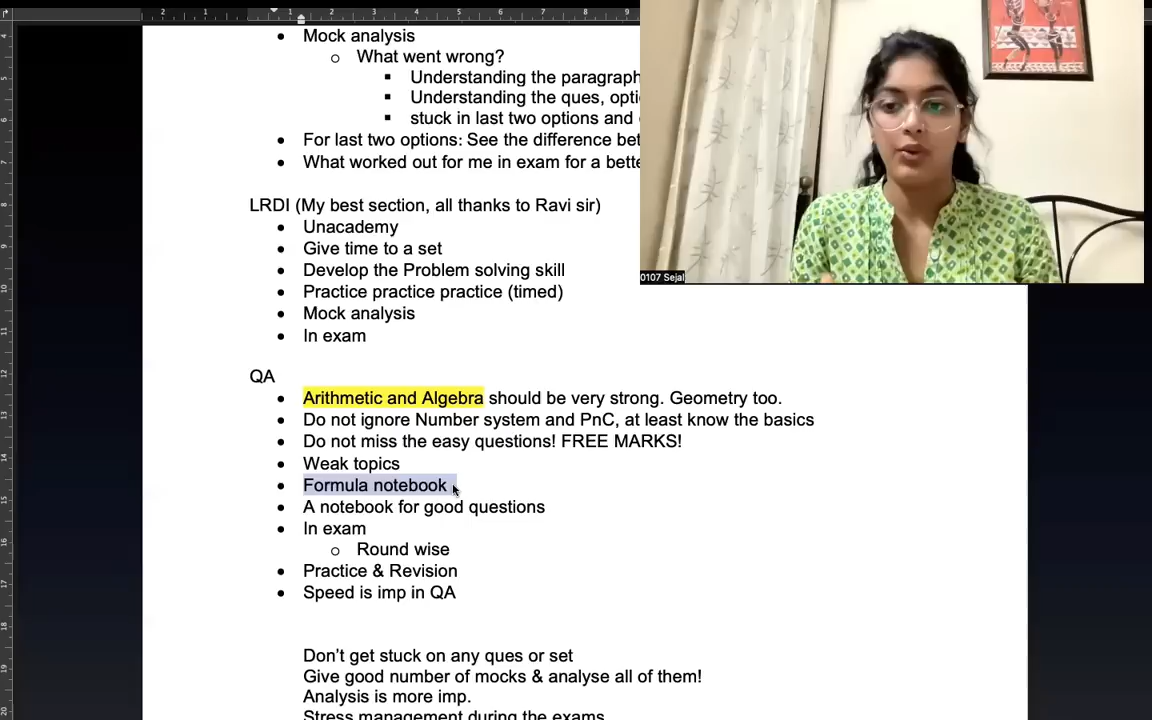 Mock analysis
What went wrong?
Understanding the paragraph
Understanding the ques, opti
stuck in last two options and
For last two options: See the difference bet
What worked out for me in exam for a bette
LRDI (My best section, all thanks to Ravi sir)
Unacademy
Give time to a set
Develop the Problem solving skill
Practice practice practice (timed)
Mock analysis
In exam
QA
Arithmetic and Algebra should be very strong. Geometry too.
Do not ignore Number system and PnC, at least know the basics
Do not miss the easy questions! FREE MARKS!
Weak topics
Formula notebook
A notebook for good questions
In exam
Round wise
Practice & Revision
Speed is imp in QA
Don't get stuck on any ques or set
Give good number of mocks & analyse all of them!
Analysis is more imp.
Stress management during the exams
0107 Sejal